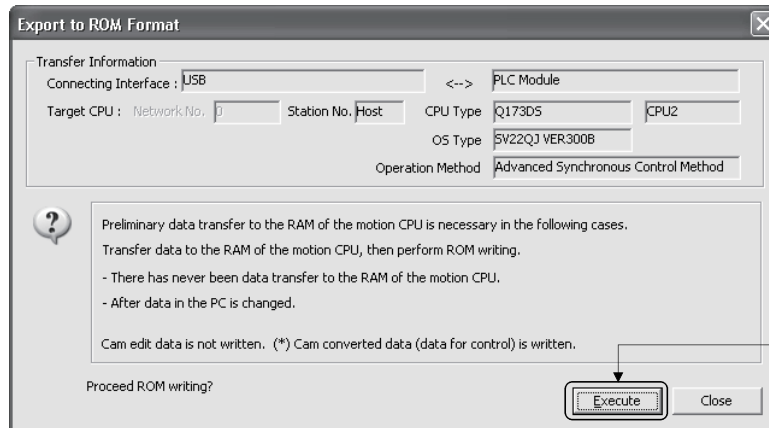 Export to ROM Format
Transfer Information
Connecting Interface : USB <--> PLC Module
Target CPU : Network No. 0 Station No. Host CPU Type Q173DS CPU2
OS Type SV22QJ VER300B
Operation Method Advanced Synchronous Control Method
Preliminary data transfer to the RAM of the motion CPU is necessary in the following cases.
Transfer data to the RAM of the motion CPU, then perform ROM writing.
- There has never been data transfer to the RAM of the motion CPU.
- After data in the PC is changed.
Cam edit data is not written. (*) Cam converted data (data for control) is written.
Proceed ROM writing?
Execute Close